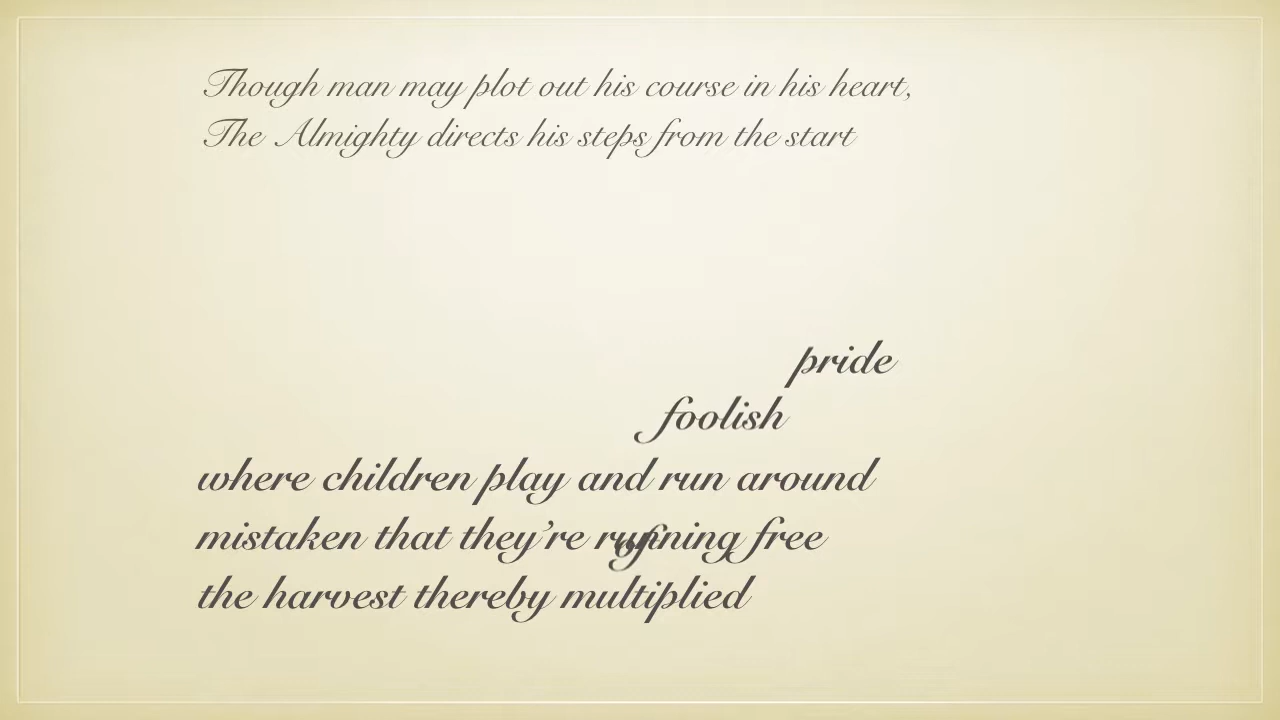 Though man may plot out his course in his heart,
The Almighty directs his steps from the start
pride
foolish
where children play and run around
mistaken that they're running free
of
the harvest thereby multiplied